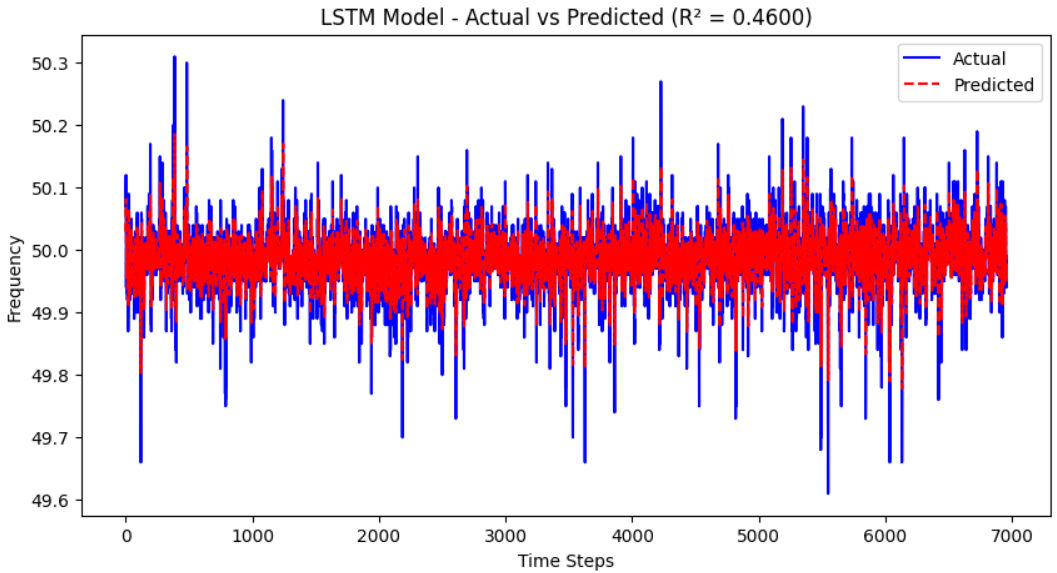 LSTM Model - Actual vs Predicted (R² = 0.4600)
Actual
Predicted
50.3
50.2
50.1
50.0
49.9
49.8
49.7
49.6
Frequency
0 1000 2000 3000 4000 5000 6000 7000
Time Steps